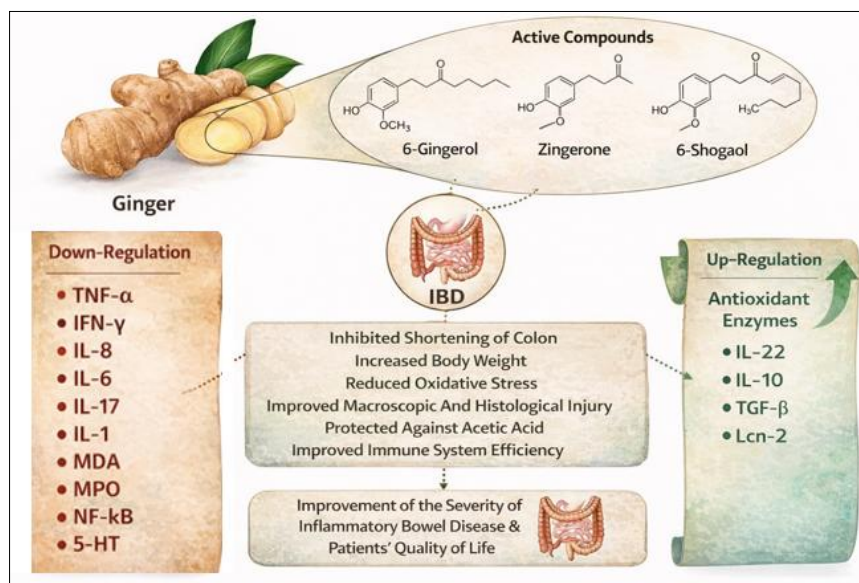 Active Compounds
HO
OCH₃
O
6-Gingerol
HO
O
O
Zingerone
HO
O
O
H₃C
6-Shogaol
Ginger
Down-Regulation
• TNF-α
• IFN-γ
• IL-8
• IL-6
• IL-17
• IL-1
• MDA
• MPO
• NF-kB
• 5-HT
IBD
Inhibited Shortening of Colon
Increased Body Weight
Reduced Oxidative Stress
Improved Macroscopic And Histological Injury
Protected Against Acetic Acid
Improved Immune System Efficiency
Improvement of the Severity of
Inflammatory Bowel Disease &
Patients' Quality of Life
Up-Regulation
Antioxidant
Enzymes
• IL-22
• IL-10
• TGF-β
• Lcn-2